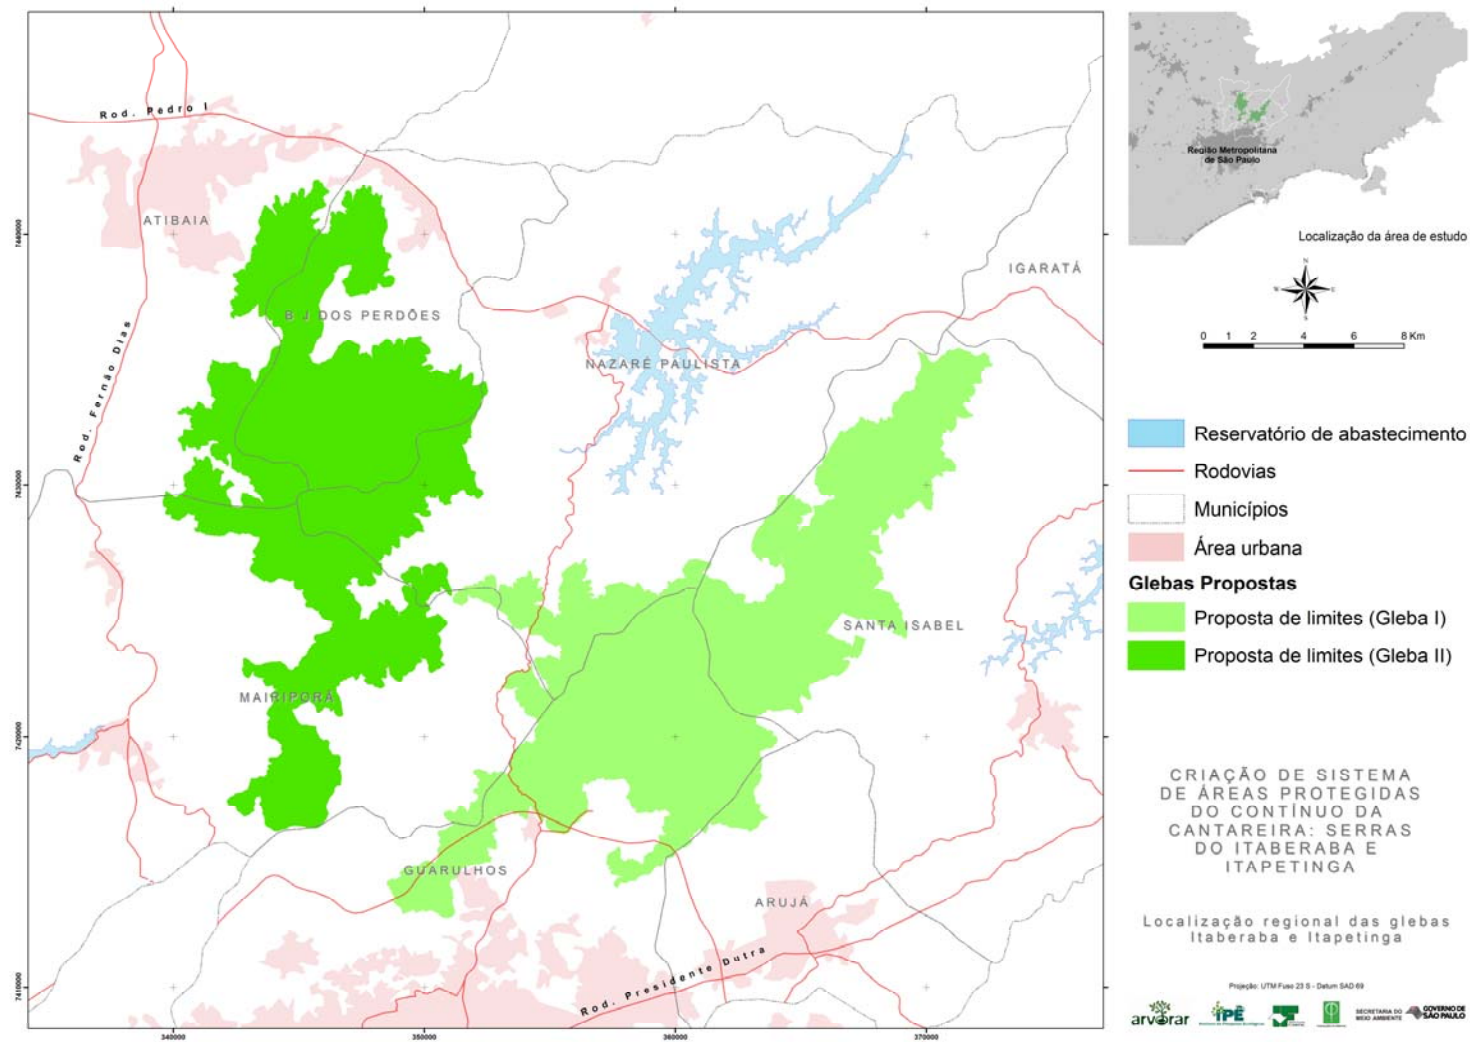 Rod. Pedro I
ATIBAIA
B J DOS PERDÕES
Rod. Fernão Dias
IGARATÁ
NAZARÉ PAULISTA
SANTA ISABEL
MAIRIPORÃ
GUARULHOS
ARUJÁ
Rod. Presidente Dutra
7440000
7430000
7420000
7410000
340000
350000
360000
370000
Região Metropolitana
de São Paulo
Localização da área de estudo
N
W
E
S
0 1 2 4 6 8 Km
Reservatório de abastecimento
Rodovias
Municípios
Área urbana
Glebas Propostas
Proposta de limites (Gleba I)
Proposta de limites (Gleba II)
CRIAÇÃO DE SISTEMA
DE ÁREAS PROTEGIDAS
DO CONTÍNUO DA
CANTAREIRA: SERRAS
DO ITABERABA E
ITAPETINGA
Localização regional das glebas
Itaberaba e Itapetinga
Projeção: UTM Fuso 23 S - Datum SAD 69
arvorar
IPÊ
SECRETARIA DO
MEIO AMBIENTE
GOVERNO DE
SÃO PAULO